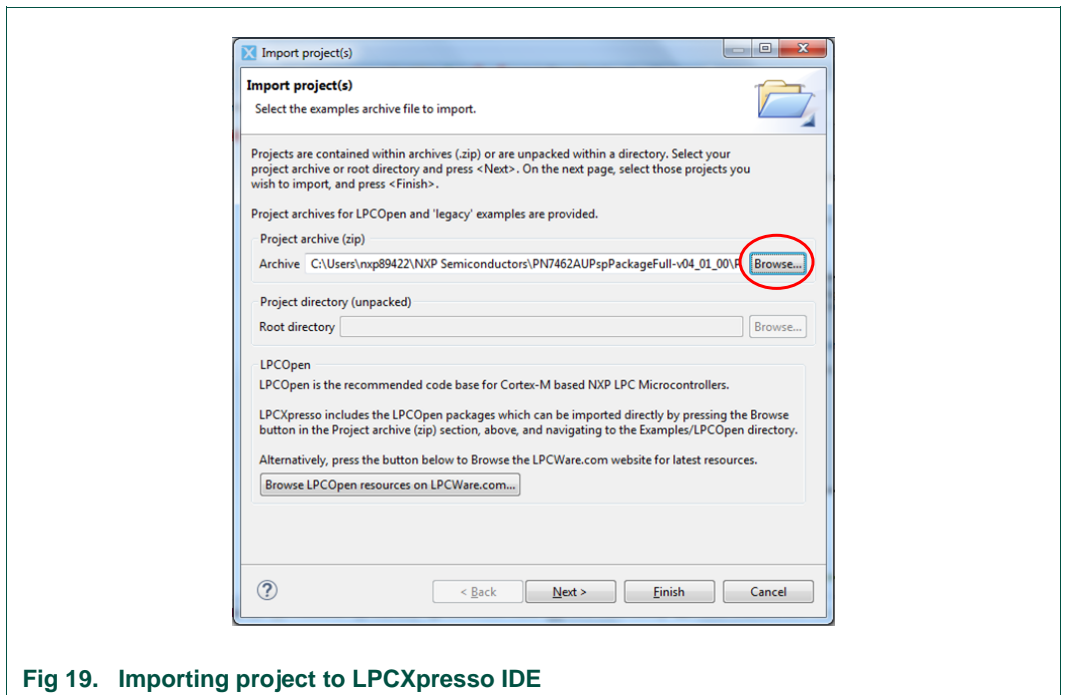 Import project(s)
Import project(s)
Select the examples archive file to import.
Projects are contained within archives (.zip) or are unpacked within a directory. Select your
project archive or root directory and press <Next>. On the next page, select those projects you
wish to import, and press <Finish>.
Project archives for LPCOpen and 'legacy' examples are provided.
Project archive (zip)
Archive C:\Users\nxp89422\NXP Semiconductors\PN7462AUPspPackageFull-v04_01_00\P Browse...
Project directory (unpacked)
Root directory Browse...
LPCOpen
LPCOpen is the recommended code base for Cortex-M based NXP LPC Microcontrollers.
LPCXpresso includes the LPCOpen packages which can be imported directly by pressing the Browse
button in the Project archive (zip) section, above, and navigating to the Examples/LPCOpen directory.
Alternatively, press the button below to Browse the LPCWare.com website for latest resources.
Browse LPCOpen resources on LPCWare.com...
? < Back Next > Finish Cancel
Fig 19. Importing project to LPCXpresso IDE